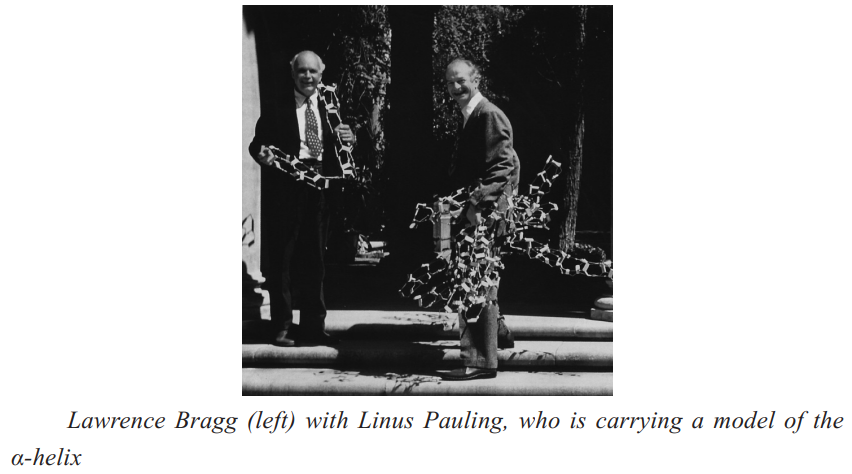 Lawrence Bragg (left) with Linus Pauling, who is carrying a model of the
α-helix